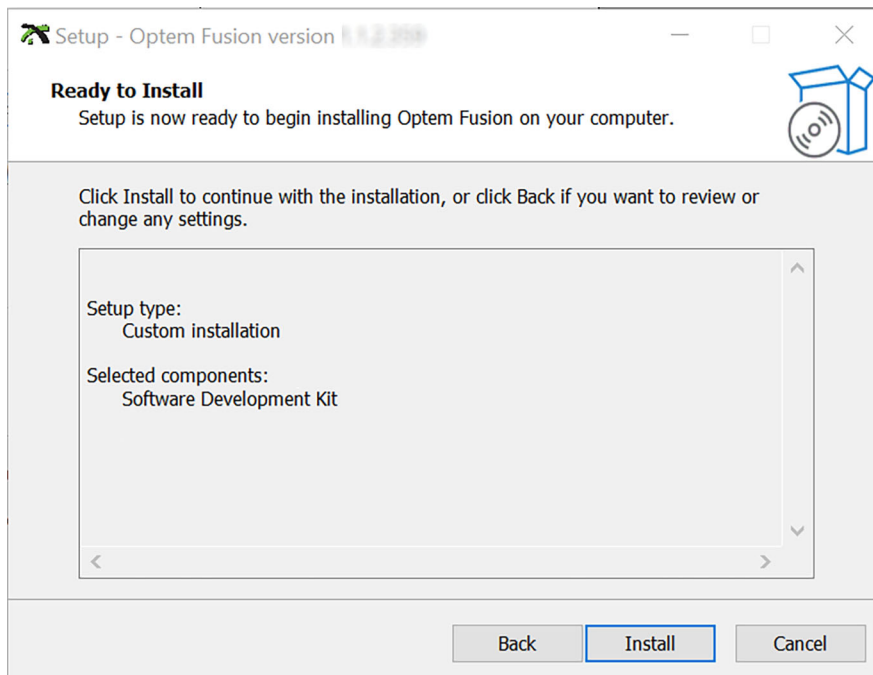 Setup - Optem Fusion version
Ready to Install
Setup is now ready to begin installing Optem Fusion on your computer.
Click Install to continue with the installation, or click Back if you want to review or
change any settings.
Setup type:
Custom installation
Selected components:
Software Development Kit
Back Install Cancel